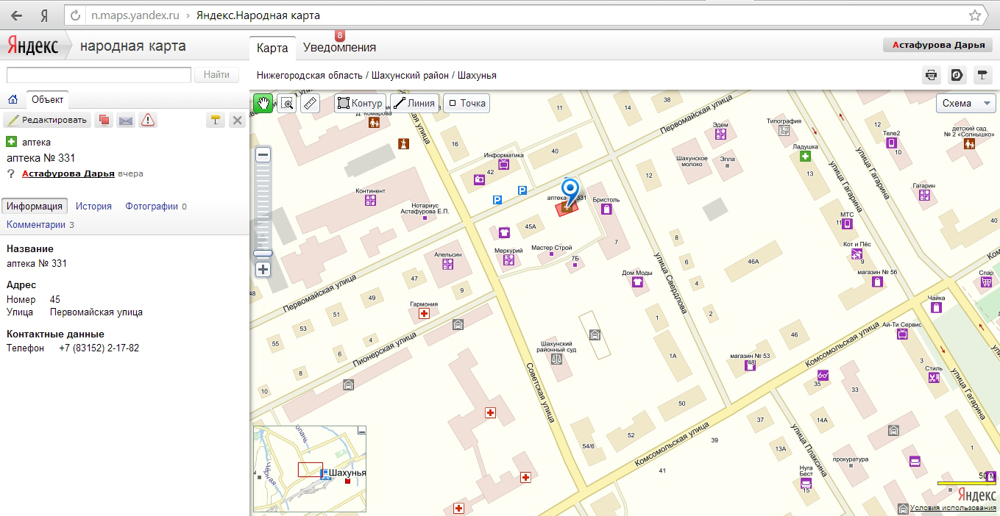 Я
n.maps.yandex.ru › Яндекс.Народная карта
Яндекс
народная карта
Карта
Уведомления
8
Астафурова Дарья
Найти
Нижегородская область / Шахунский район / Шахунья
Объект
Контур
Линия
Точка
Схема
Редактировать
аптека
аптека № 331
? Астафурова Дарья вчера
Информация
История
Фотографии 0
Комментарии 3
Название
аптека № 331
Адрес
Номер 45
Улица Первомайская улица
Контактные данные
Телефон +7 (83152) 2-17-82
Д. Комарова
улица
11
14
38
Первомайская улица
Типография
12
Теле2
10
детский сад
№ 2 «Солнышко»
16
Информатика
40
Эдем
Ладушка
13
42
12
Шахунское
молоко
Элла
улица Гагарина
улица Гагарина
Гагарин
Континент
P
P
аптека
331
Бристоль
Нотариус
Астафурова Е.П.
45А
7
МТС
11
40
Мастер Строй
Меркурий
7Б
8
6
46А
Кот и Пёс
9
Апельсин
Дом Моды
4
магазин № 56
Спар
48
Первомайская улица
47
9
49
Гармония
улица Свердлова
2
Чайка
51
53
55
1
Ай-Ти Сервис
4
Пионерская улица
6
Шахунский
районный суд
1А
46
Комсомольская улица
магазин № 53
48
3
Стиль
8
35
33
10
Советская улица
50
улица Гагарина
37
14А
54/6
52
Комсомольская улица
39
13А
улица Плаксина
1
41
прокуратура
Нуга
Бест
15
Шахунья
50 м
Яндекс
Условия использования